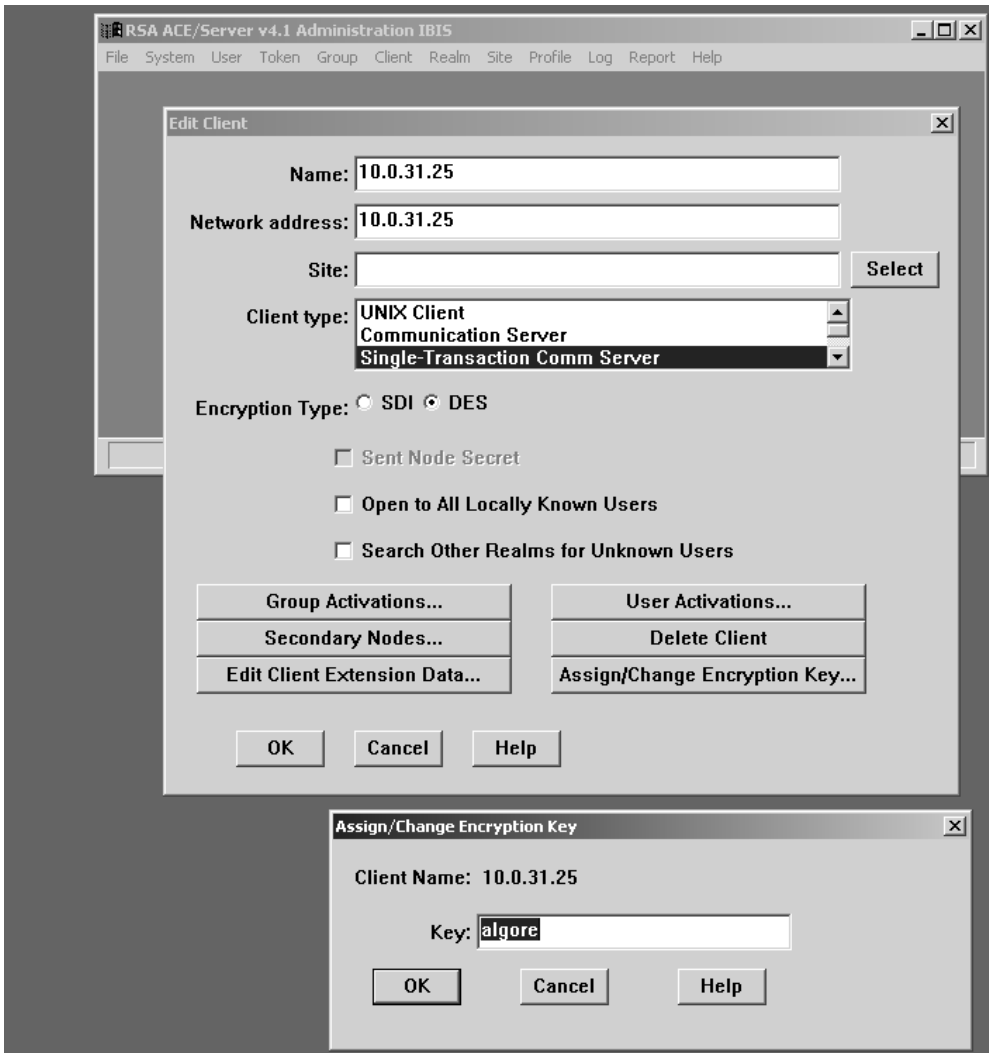 RSA ACE/Server v4.1 Administration IBIS
File System User Token Group Client Realm Site Profile Log Report Help
Edit Client
Name: 10.0.31.25
Network address: 10.0.31.25
Site: Select
Client type: UNIX Client
Communication Server
Single-Transaction Comm Server
Encryption Type: SDI DES
Sent Node Secret
Open to All Locally Known Users
Search Other Realms for Unknown Users
Group Activations... User Activations...
Secondary Nodes... Delete Client
Edit Client Extension Data... Assign/Change Encryption Key...
OK Cancel Help
Assign/Change Encryption Key
Client Name: 10.0.31.25
Key: algore
OK Cancel Help